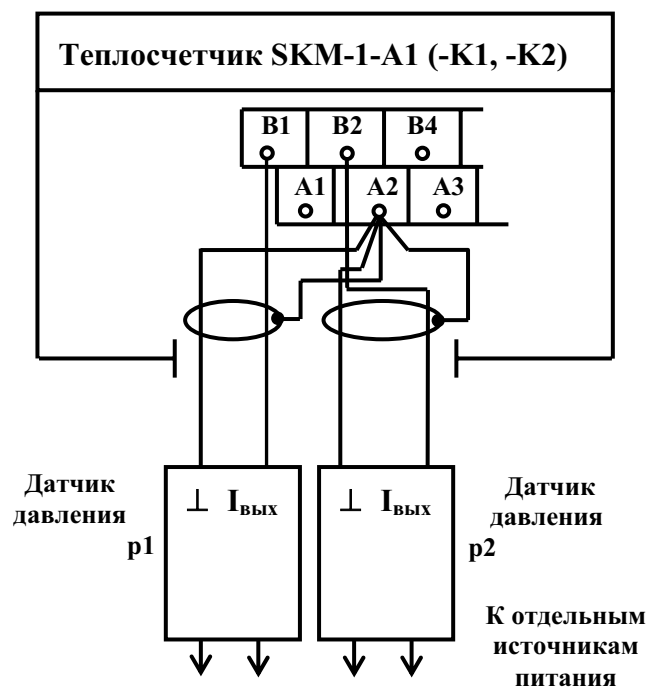 Теплосчетчик SKM-1-A1 (-K1, -K2)
B1 B2 B4
A1 A2 A3
Датчик
давления
p1
⊥ Iвых
⊥ Iвых
Датчик
давления
p2
К отдельным
источникам
питания